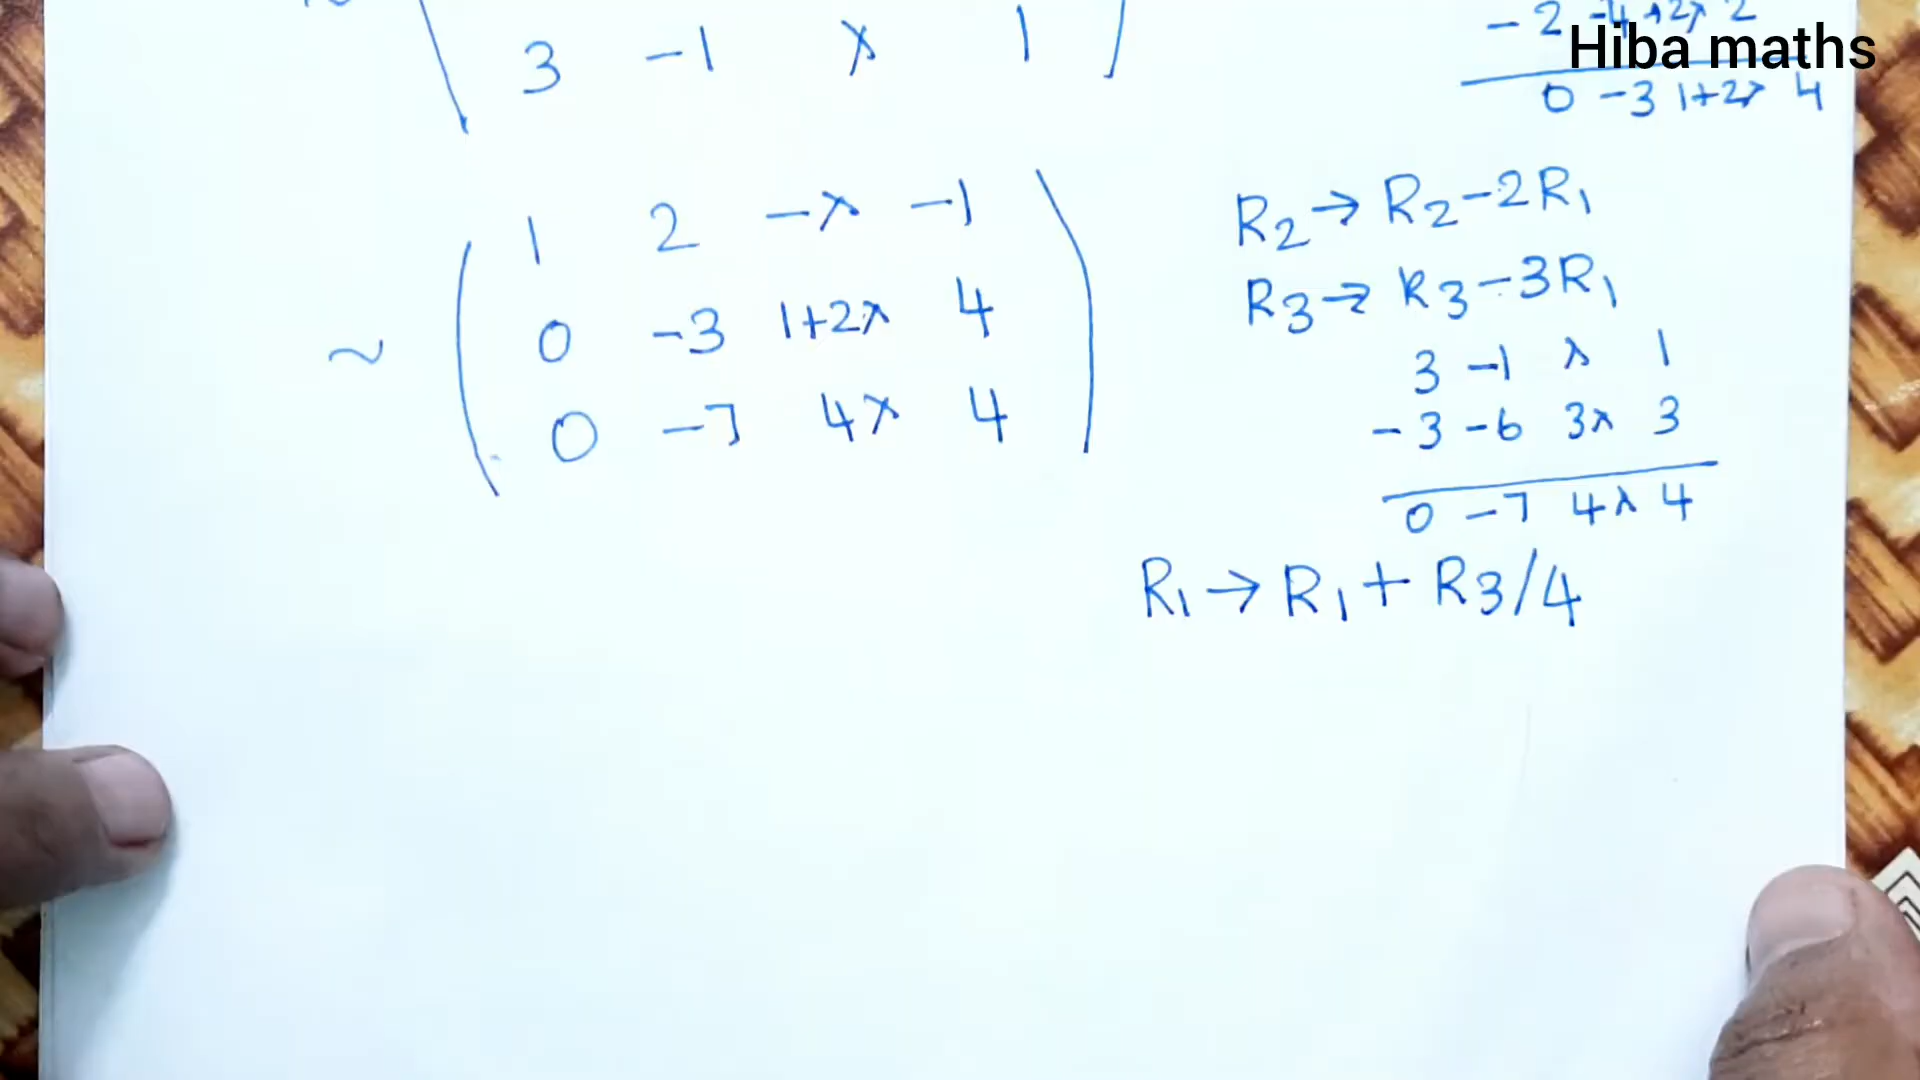 3 -1 λ 1
- 2 -4 +2λ 2
Hiba maths
0 -3 1+2λ 4
1 2 -λ -1
~ 0 -3 1+2λ 4
0 -7 4λ 4
R2 → R2-2R1
R3 → R3-3R1
3 -1 λ 1
- 3 -6 3λ 3
0 -7 4λ 4
R1 → R1 + R3/4